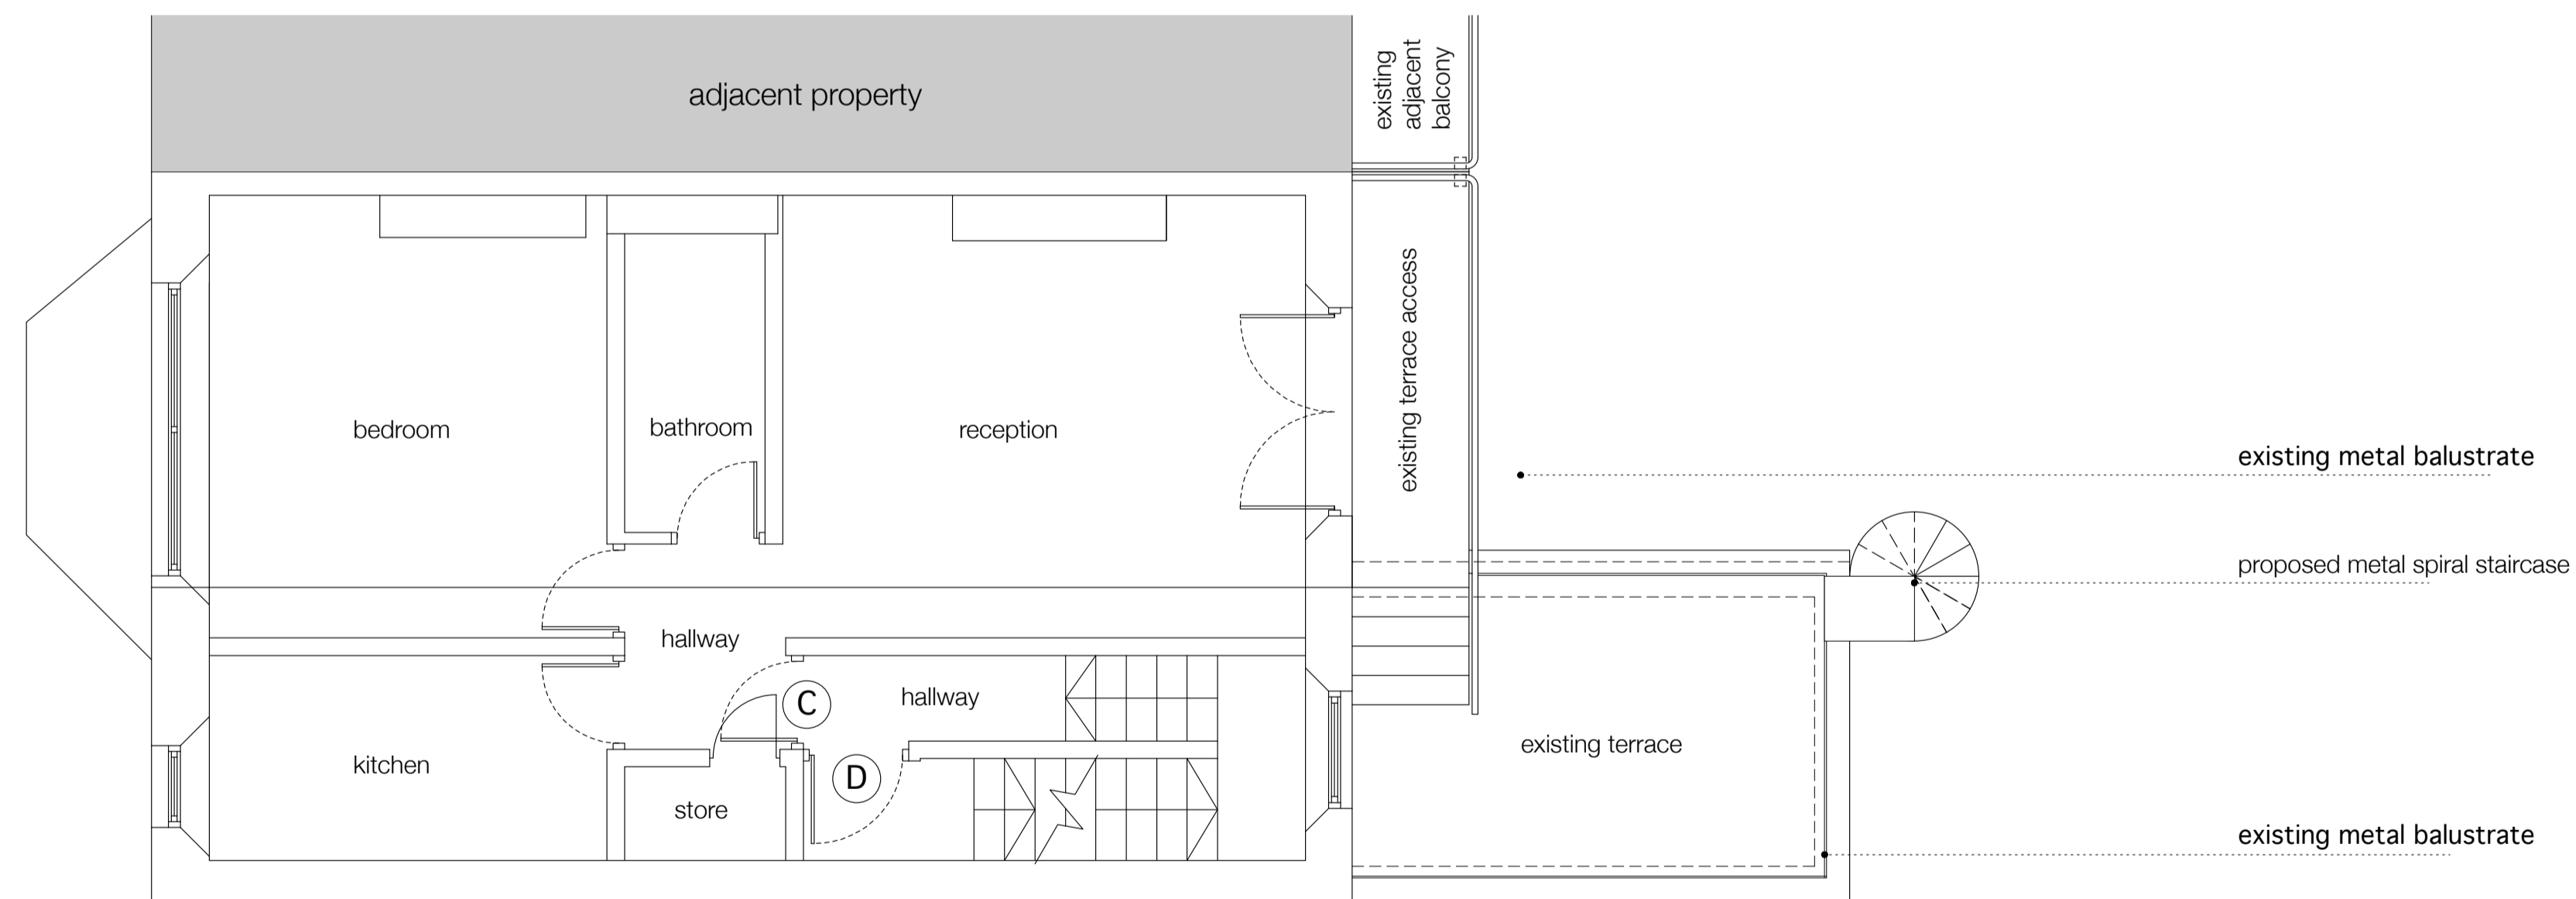 adjacent property
existing
adjacent
balcony
existing terrace access
bedroom
bathroom
reception
existing metal balustrate
proposed metal spiral staircase
hallway
C
hallway
existing terrace
kitchen
D
store
existing metal balustrate